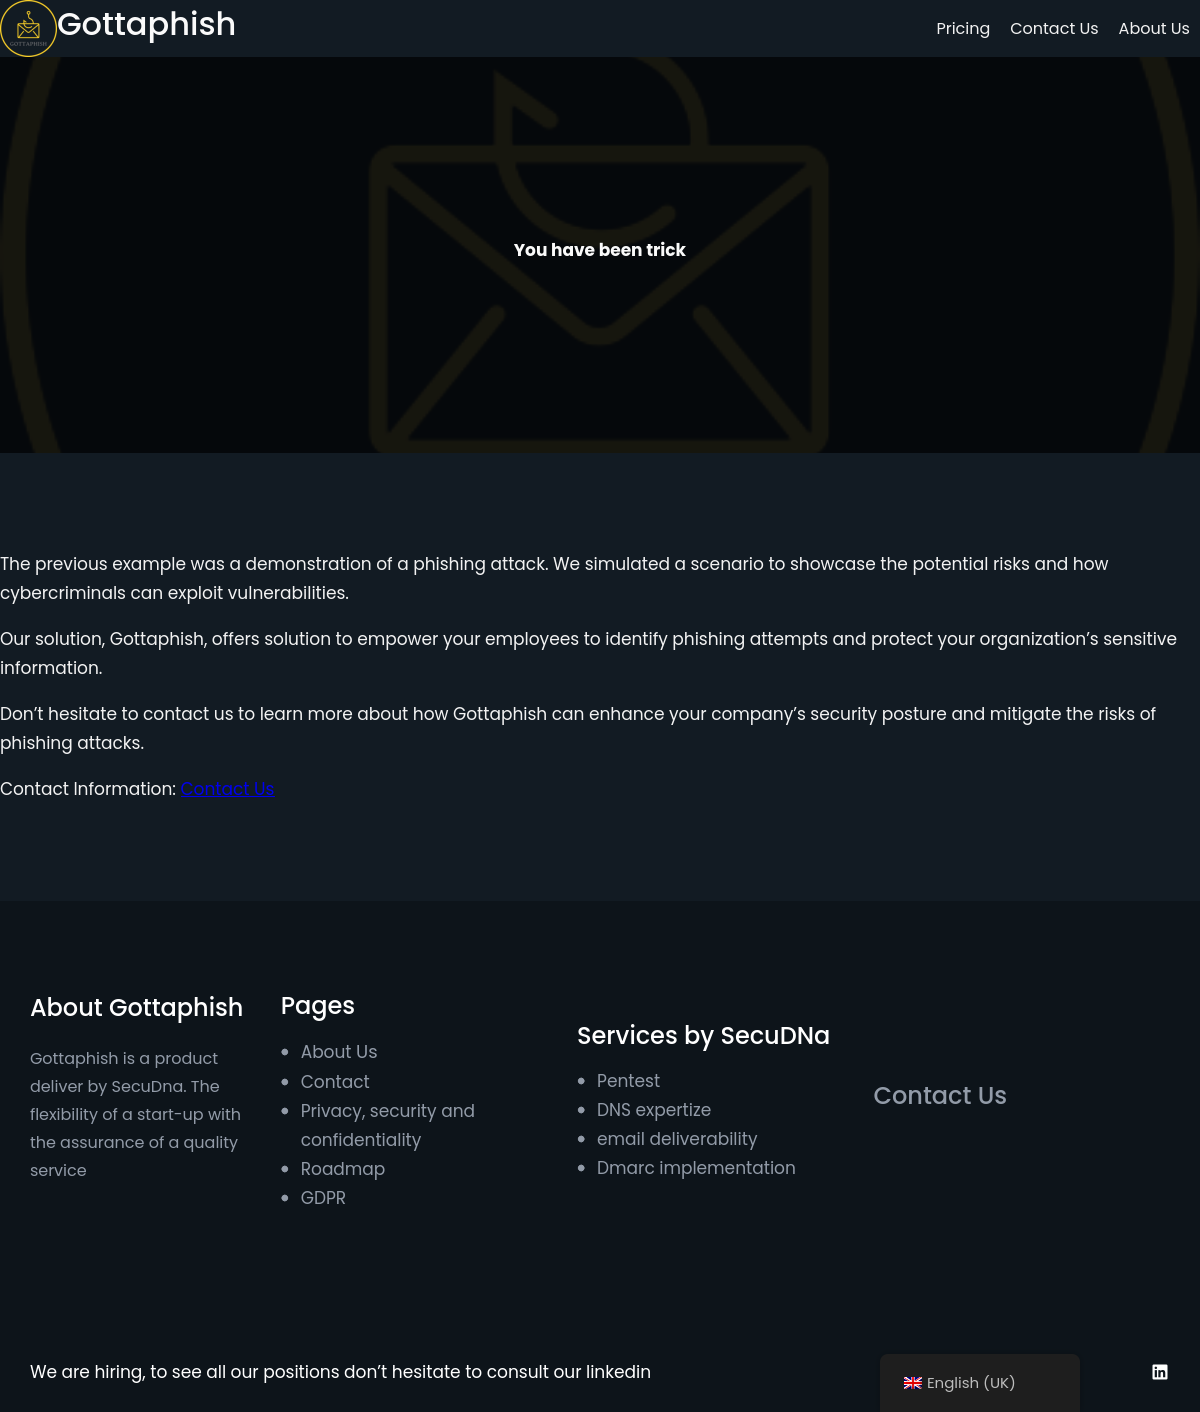 GOTTAPHISH
Gottaphish
Pricing
Contact Us
About Us
You have been trick
The previous example was a demonstration of a phishing attack. We simulated a scenario to showcase the potential risks and how
cybercriminals can exploit vulnerabilities.
Our solution, Gottaphish, offers solution to empower your employees to identify phishing attempts and protect your organization’s sensitive
information.
Don’t hesitate to contact us to learn more about how Gottaphish can enhance your company’s security posture and mitigate the risks of
phishing attacks.
Contact Information: Contact Us
About Gottaphish
Gottaphish is a product
deliver by SecuDna. The
flexibility of a start-up with
the assurance of a quality
service
Pages
About Us
Contact
Privacy, security and
confidentiality
Roadmap
GDPR
Services by SecuDNa
Pentest
DNS expertize
email deliverability
Dmarc implementation
Contact Us
We are hiring, to see all our positions don’t hesitate to consult our linkedin
English (UK)